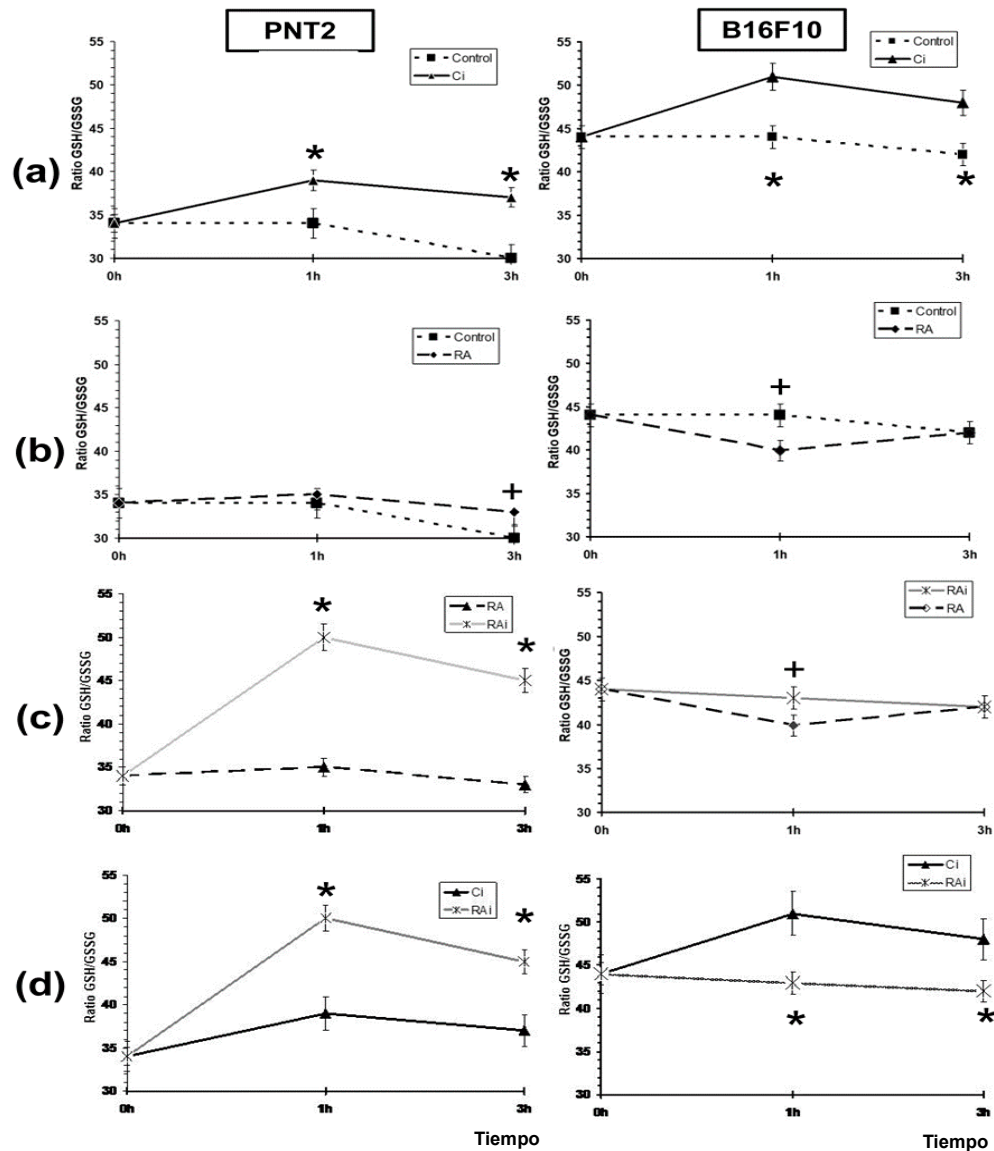 PNT2
B16F10
(a)
Ratio GSH/GSSG
55
50
45
40
35
30
0h
1h
3h
Control
Ci
*
*
Ratio GSH/GSSG
55
50
45
40
35
30
0h
1h
3h
Control
Ci
*
*
(b)
Ratio GSH/GSSG
55
50
45
40
35
30
0h
1h
3h
Control
RA
+
Ratio GSH/GSSG
55
50
45
40
35
30
0h
1h
3h
Control
RA
+
(c)
Ratio GSH/GSSG
55
50
45
40
35
30
0h
1h
3h
RA
RAi
*
*
Ratio GSH/GSSG
55
50
45
40
35
30
0h
1h
3h
RAi
RA
+
(d)
Ratio GSH/GSSG
55
50
45
40
35
30
0h
1h
3h
Ci
RAi
*
*
Tiempo
Ratio GSH/GSSG
55
50
45
40
35
30
0h
1h
3h
Ci
RAi
*
*
Tiempo